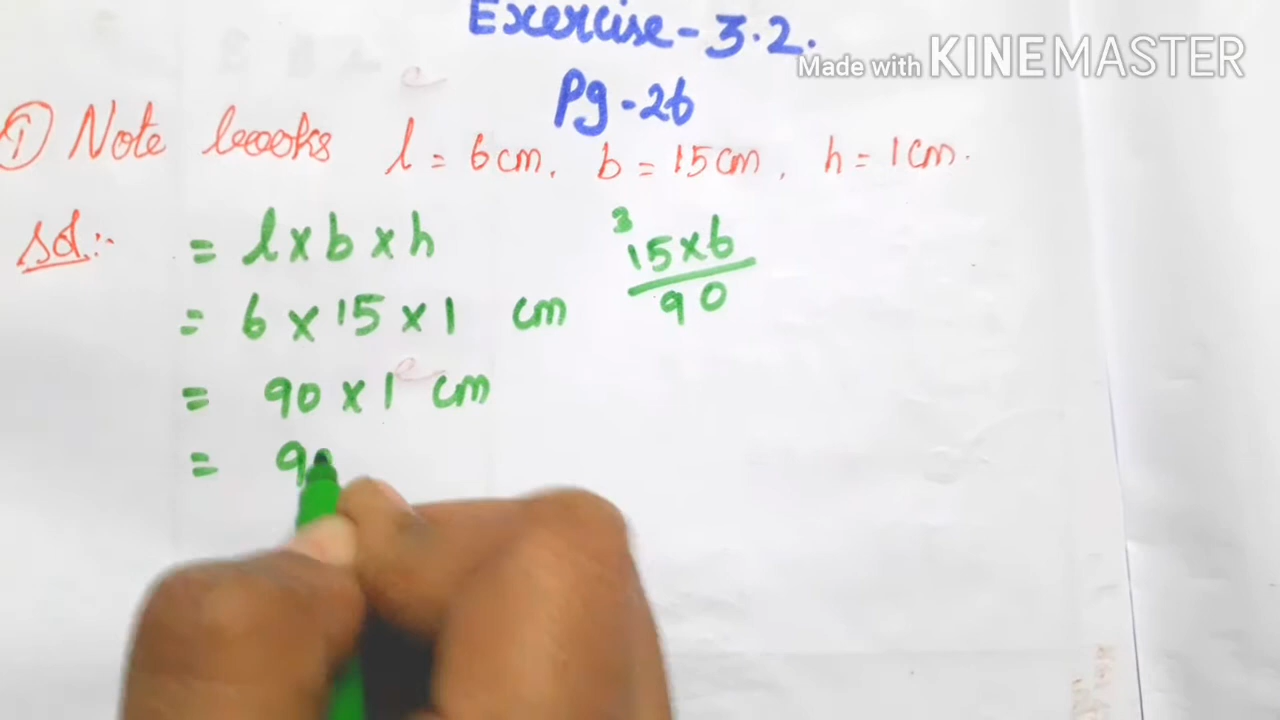 Exercise-3.2.
Made with KINEMASTER
Pg-26
① Note books l = 6cm, b = 15cm, h = 1cm.
Sol:-
= l × b × h
= 6 × 15 × 1 cm
= 90 × 1 cm
= 90
3
15×6
90